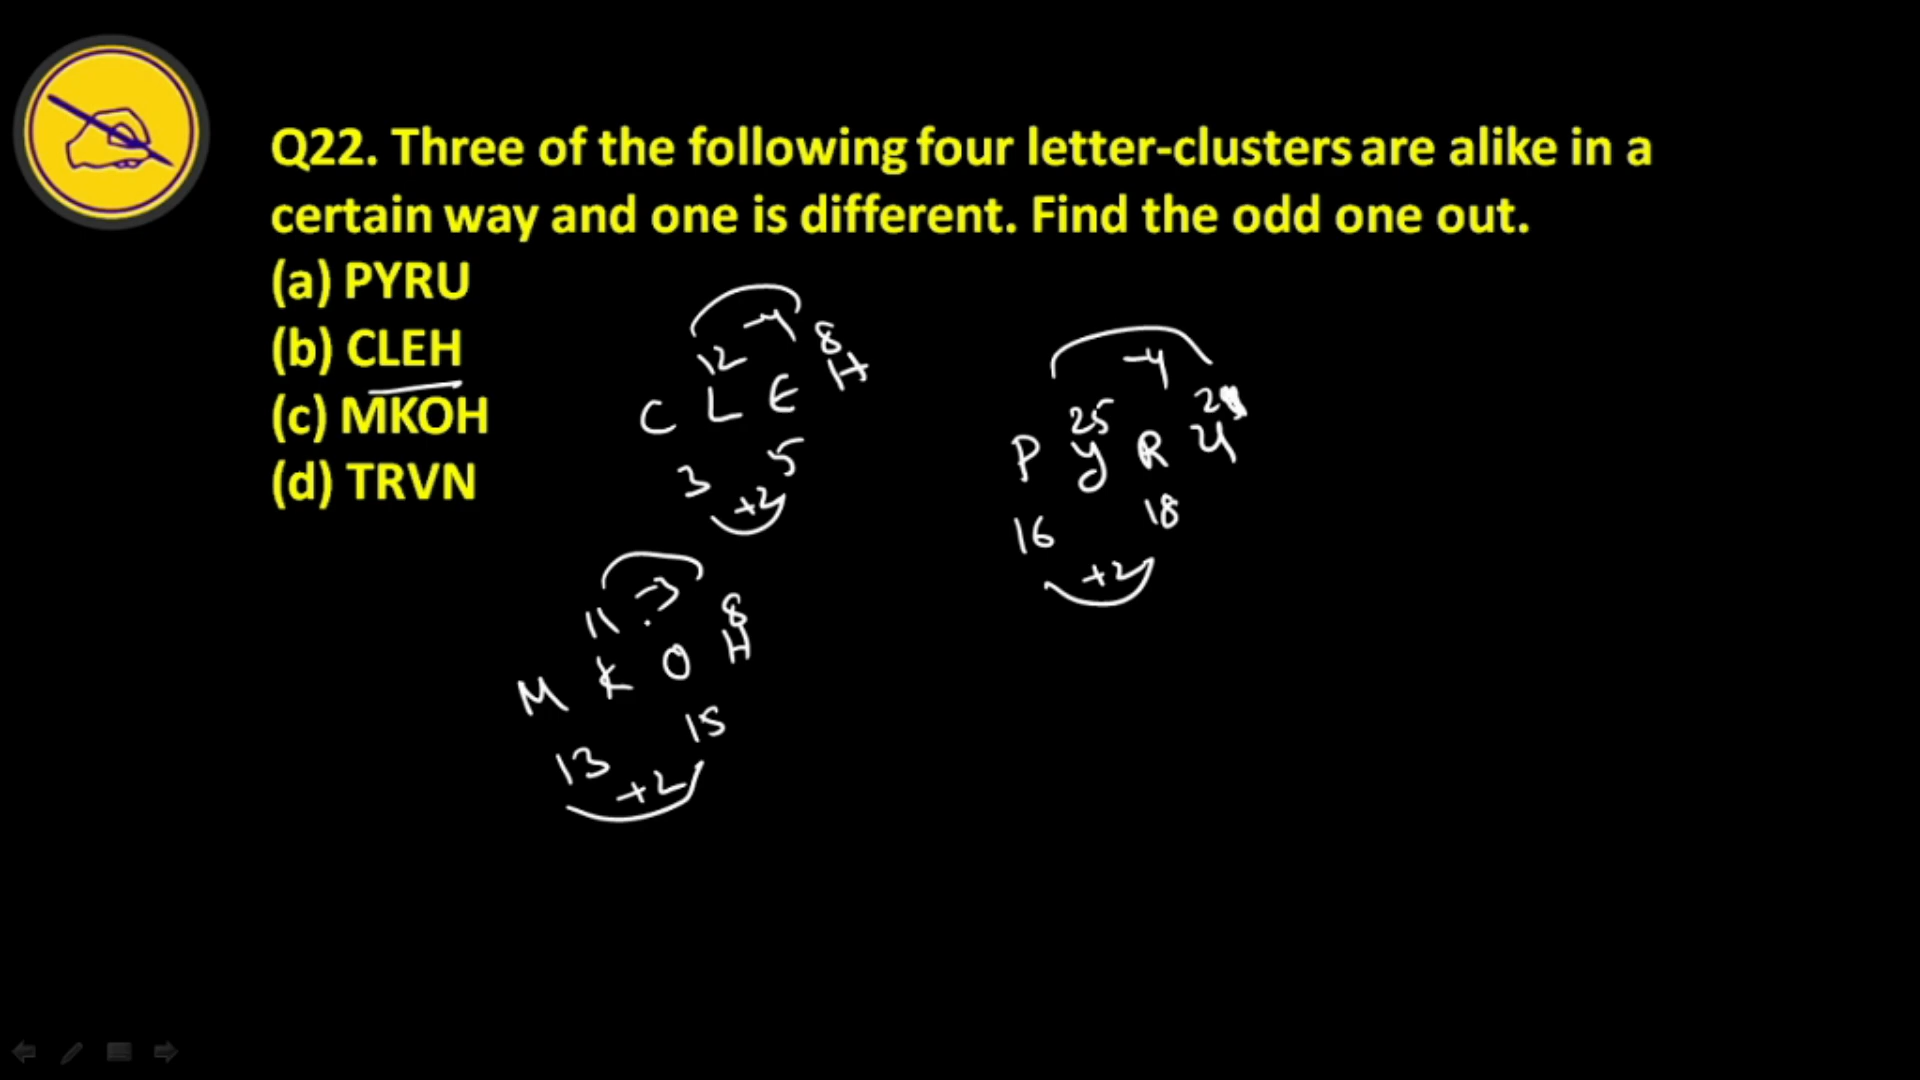 Q22. Three of the following four letter-clusters are alike in a
certain way and one is different. Find the odd one out.
(a) PYRU
(b) CLEH
(c) MKOH
(d) TRVN
-4
12 8
C L E H
3 5
+2
-4
25 21
P Y R U
16 18
+2
-3
11 8
M K O H
13 15
+2